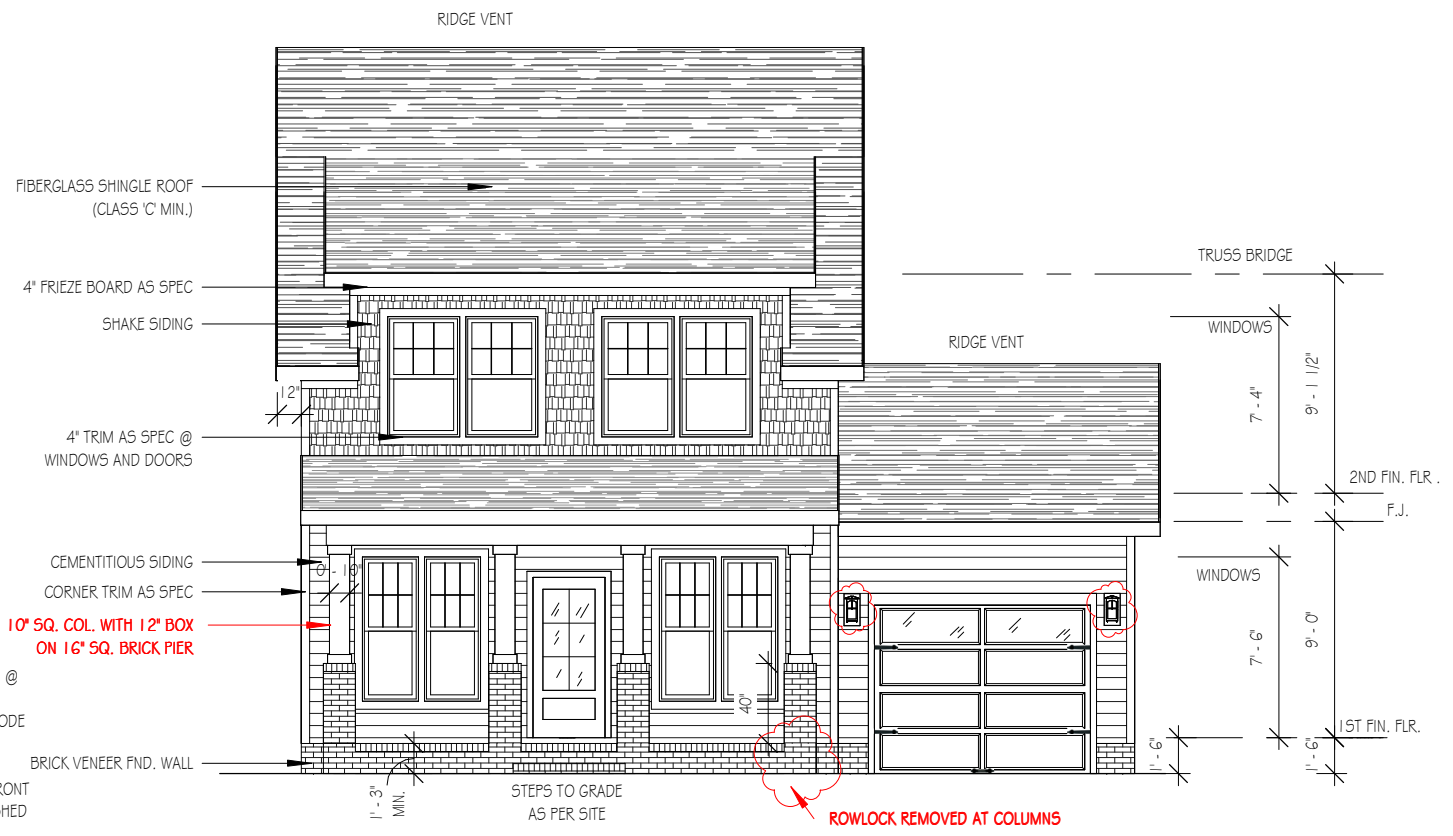 RIDGE VENT
FIBERGLASS SHINGLE ROOF
(CLASS 'C' MIN.)
TRUSS BRIDGE
4" FRIEZE BOARD AS SPEC
SHAKE SIDING
WINDOWS
RIDGE VENT
9' - 1 1/2"
7' - 4"
12"
4" TRIM AS SPEC @
WINDOWS AND DOORS
2ND FIN. FLR .
F.J.
CEMENTITIOUS SIDING
0' - 10"
CORNER TRIM AS SPEC
WINDOWS
10" SQ. COL. WITH 12" BOX
ON 16" SQ. BRICK PIER
9' - 0"
7' - 6"
@
40"
ODE
1ST FIN. FLR.
BRICK VENEER FND. WALL
1' - 6"
1' - 6"
RONT
SHED
1' - 3"
MIN.
STEPS TO GRADE
AS PER SITE
ROWLOCK REMOVED AT COLUMNS